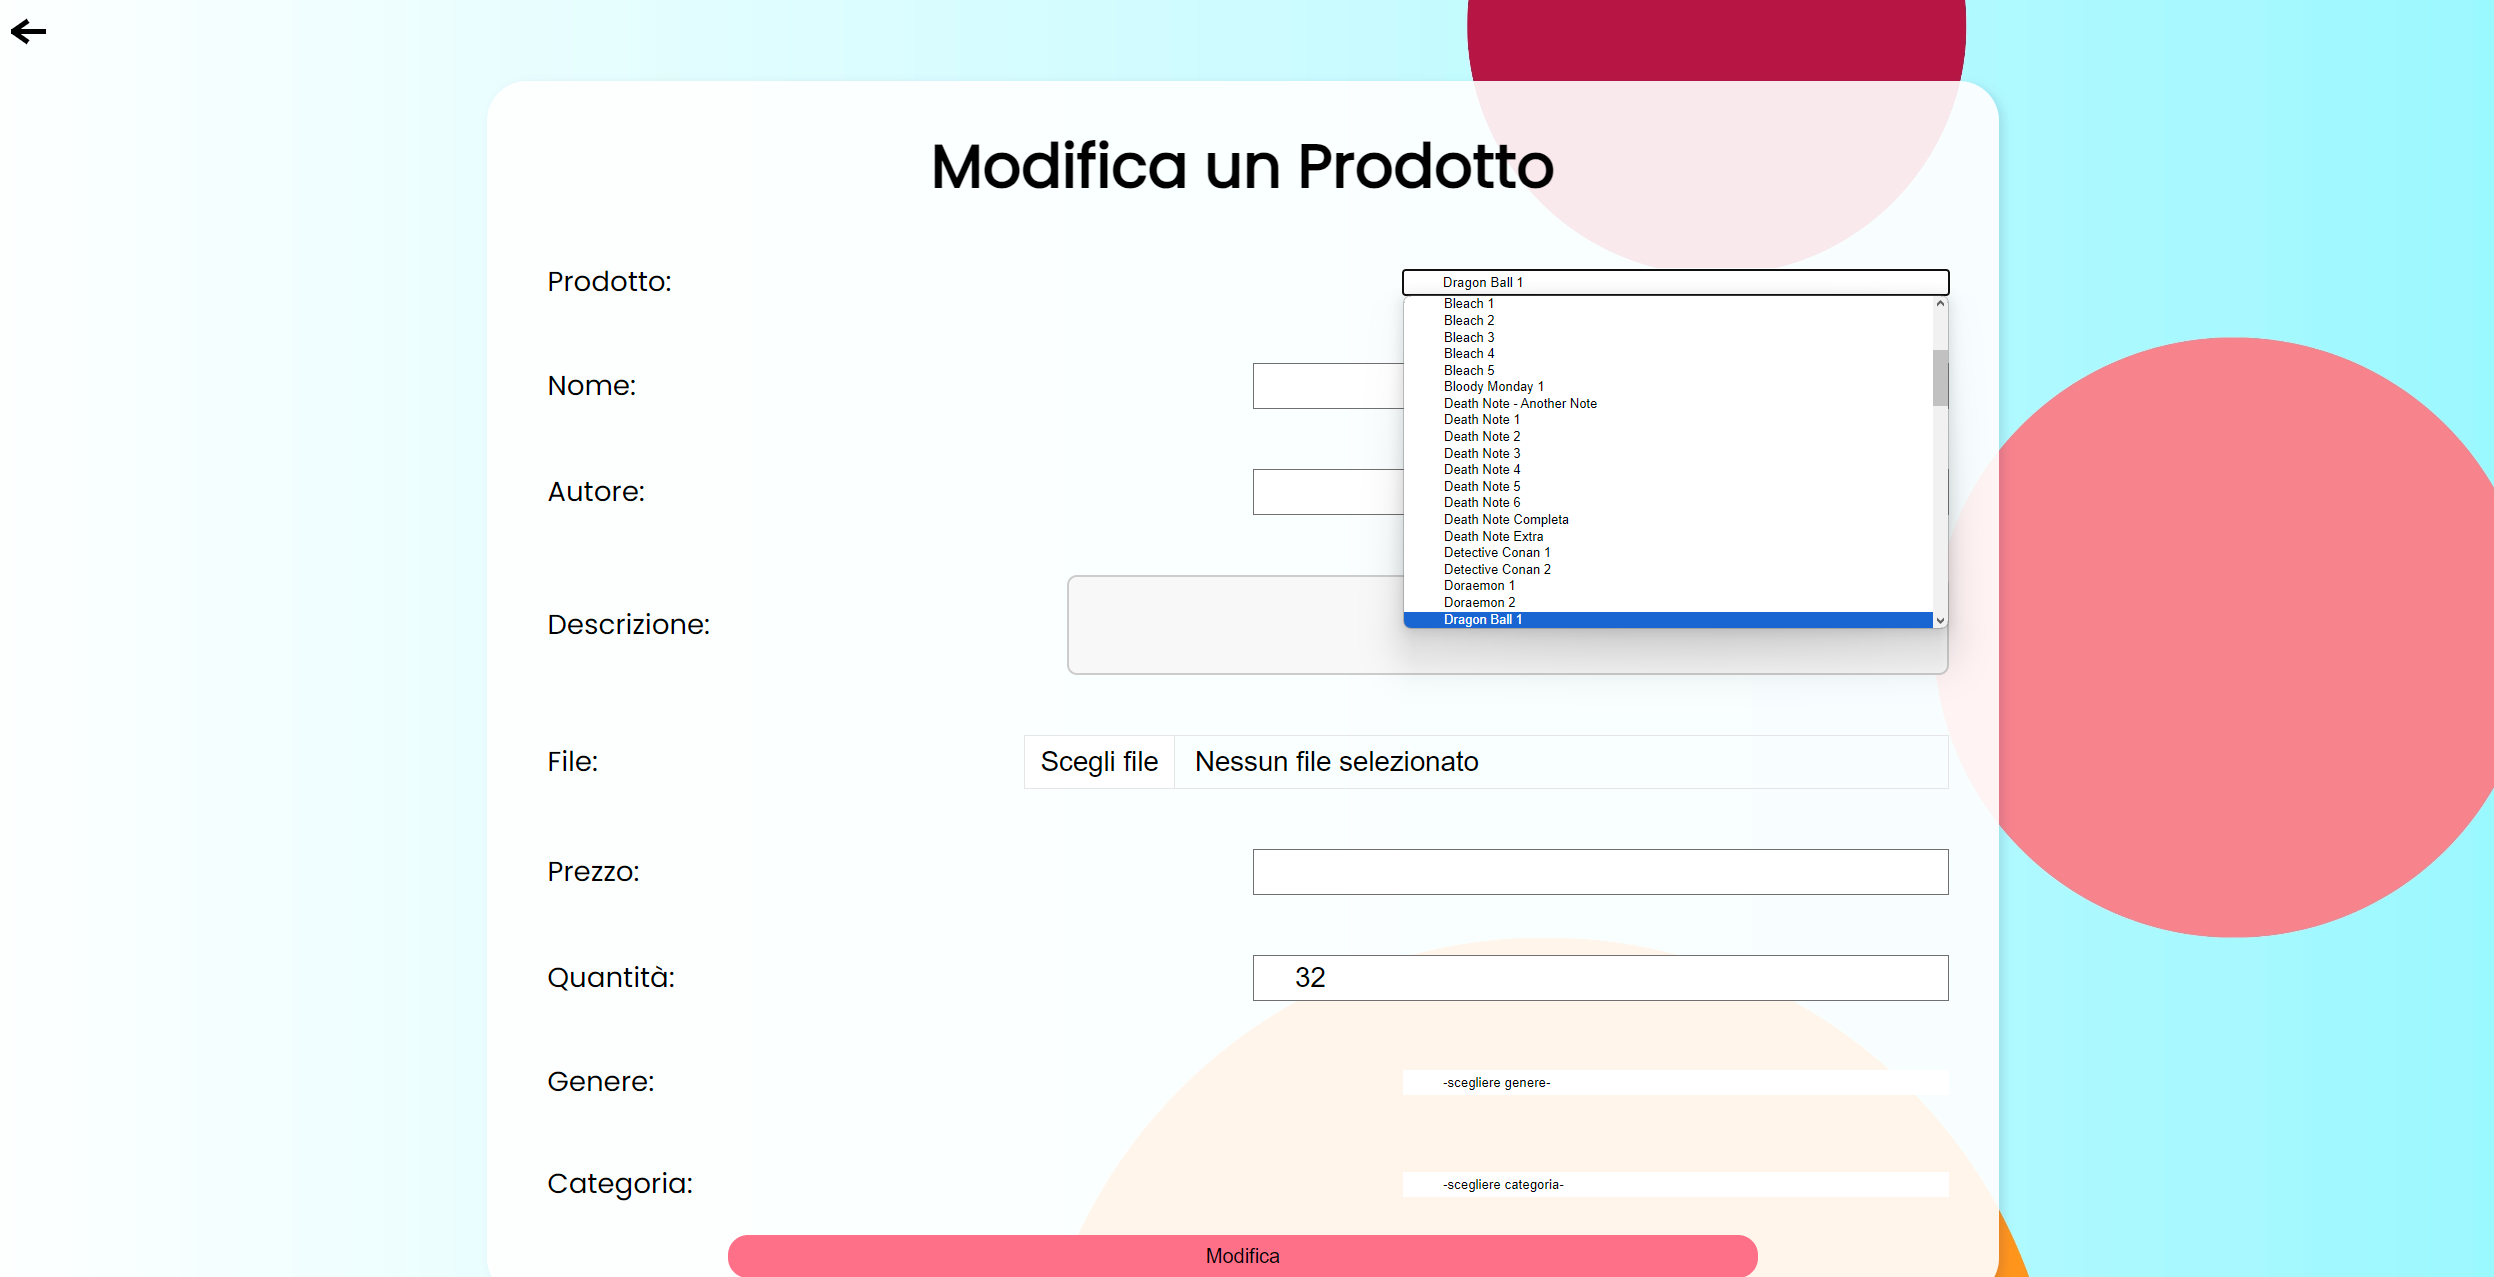 Modifica un Prodotto
Prodotto:
Dragon Ball 1
Bleach 1
Bleach 2
Bleach 3
Bleach 4
Bleach 5
Bloody Monday 1
Death Note - Another Note
Death Note 1
Death Note 2
Death Note 3
Death Note 4
Death Note 5
Death Note 6
Death Note Completa
Death Note Extra
Detective Conan 1
Detective Conan 2
Doraemon 1
Doraemon 2
Dragon Ball 1
Nome:
Autore:
Descrizione:
File:
Scegli file Nessun file selezionato
Prezzo:
Quantità:
32
Genere:
-scegliere genere-
Categoria:
-scegliere categoria-
Modifica